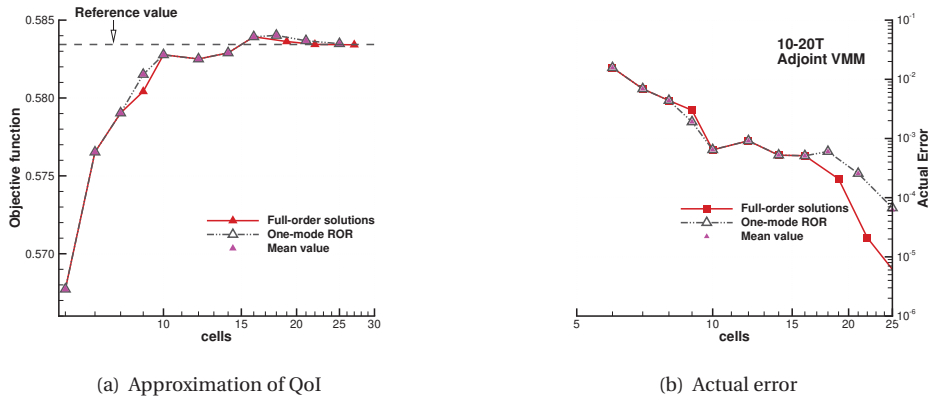 Reference value
0.585
0.580
0.575
0.570
Objective function
Full-order solutions
One-mode ROR
Mean value
10
15
20
25
30
cells
(a) Approximation of QoI
10-20T
Adjoint VMM
10⁻¹
10⁻²
10⁻³
10⁻⁴
10⁻⁵
10⁻⁶
Actual Error
Full-order solutions
One-mode ROR
Mean value
5
10
15
20
25
cells
(b) Actual error